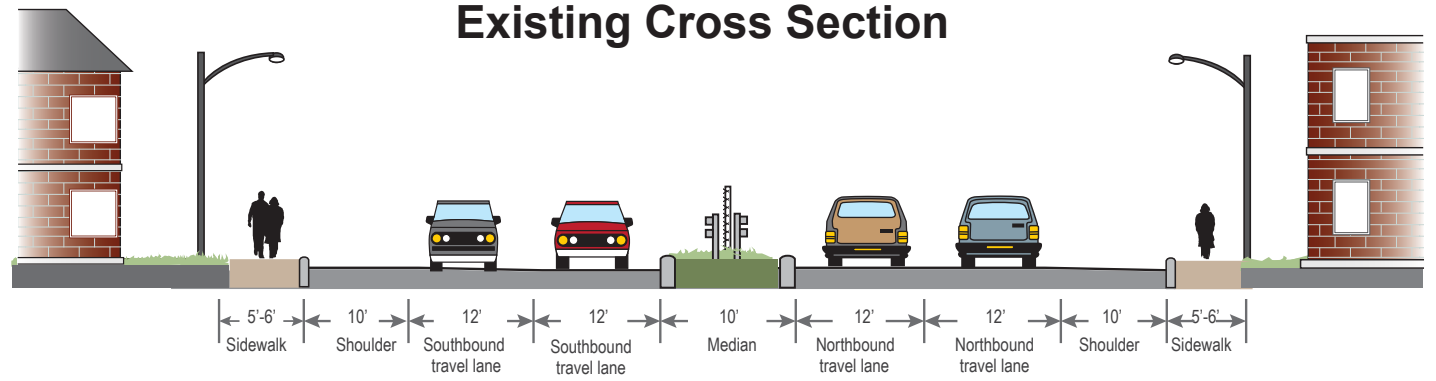 Existing Cross Section
5'-6' 10' 12' 12' 10' 12' 12' 10' 5'-6'
Sidewalk Shoulder Southbound Southbound Median Northbound Northbound Shoulder Sidewalk
travel lane travel lane travel lane travel lane